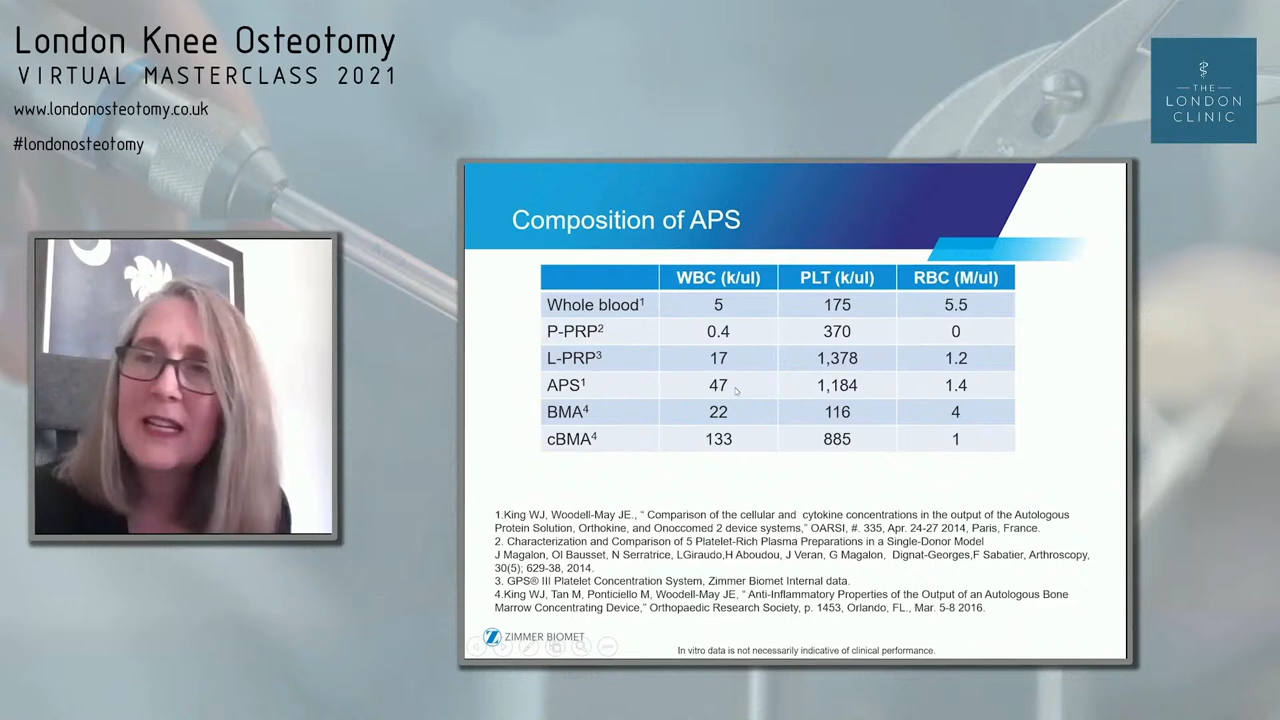 London Knee Osteotomy
VIRTUAL MASTERCLASS 2021
www.londonosteotomy.co.uk
#londonosteotomy
THE
LONDON
CLINIC
Composition of APS
WBC (k/ul) PLT (k/ul) RBC (M/ul)
Whole blood1 5 175 5.5
P-PRP2 0.4 370 0
L-PRP3 17 1,378 1.2
APS1 47 1,184 1.4
BMA4 22 116 4
cBMA4 133 885 1
1.King WJ, Woodell-May JE., “ Comparison of the cellular and cytokine concentrations in the output of the Autologous
Protein Solution, Orthokine, and Onoccomed 2 device systems,” OARSI, #. 335, Apr. 24-27 2014, Paris, France.
2. Characterization and Comparison of 5 Platelet-Rich Plasma Preparations in a Single-Donor Model
J Magalon, OI Bausset, N Serratrice, LGiraudo,H Aboudou, J Veran, G Magalon, Dignat-Georges,F Sabatier, Arthroscopy,
30(5); 629-38, 2014.
3. GPS® III Platelet Concentration System, Zimmer Biomet Internal data.
4.King WJ, Tan M, Ponticiello M, Woodell-May JE, “ Anti-Inflammatory Properties of the Output of an Autologous Bone
Marrow Concentrating Device,” Orthopaedic Research Society, p. 1453, Orlando, FL., Mar. 5-8 2016.
ZIMMER BIOMET
In vitro data is not necessarily indicative of clinical performance.